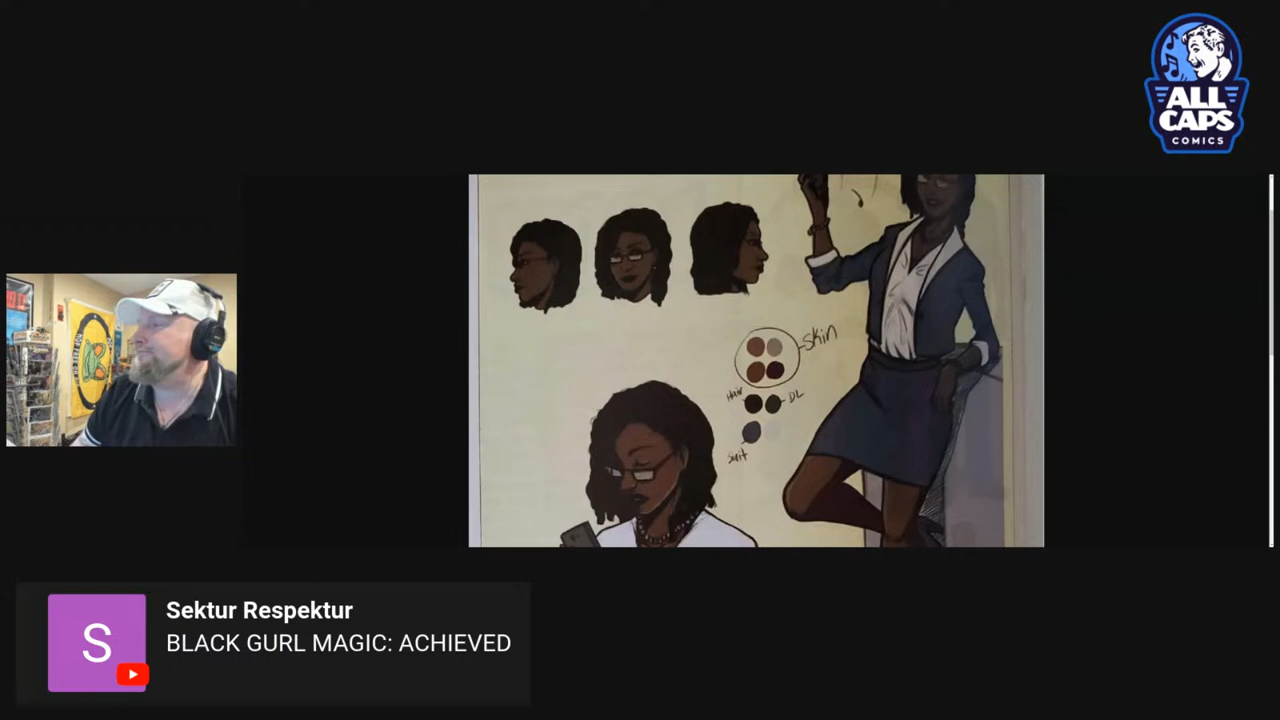 ALL
CAPS
COMICS
Skin
Hair
DL
Suit
S
Sektur Respektur
BLACK GURL MAGIC: ACHIEVED